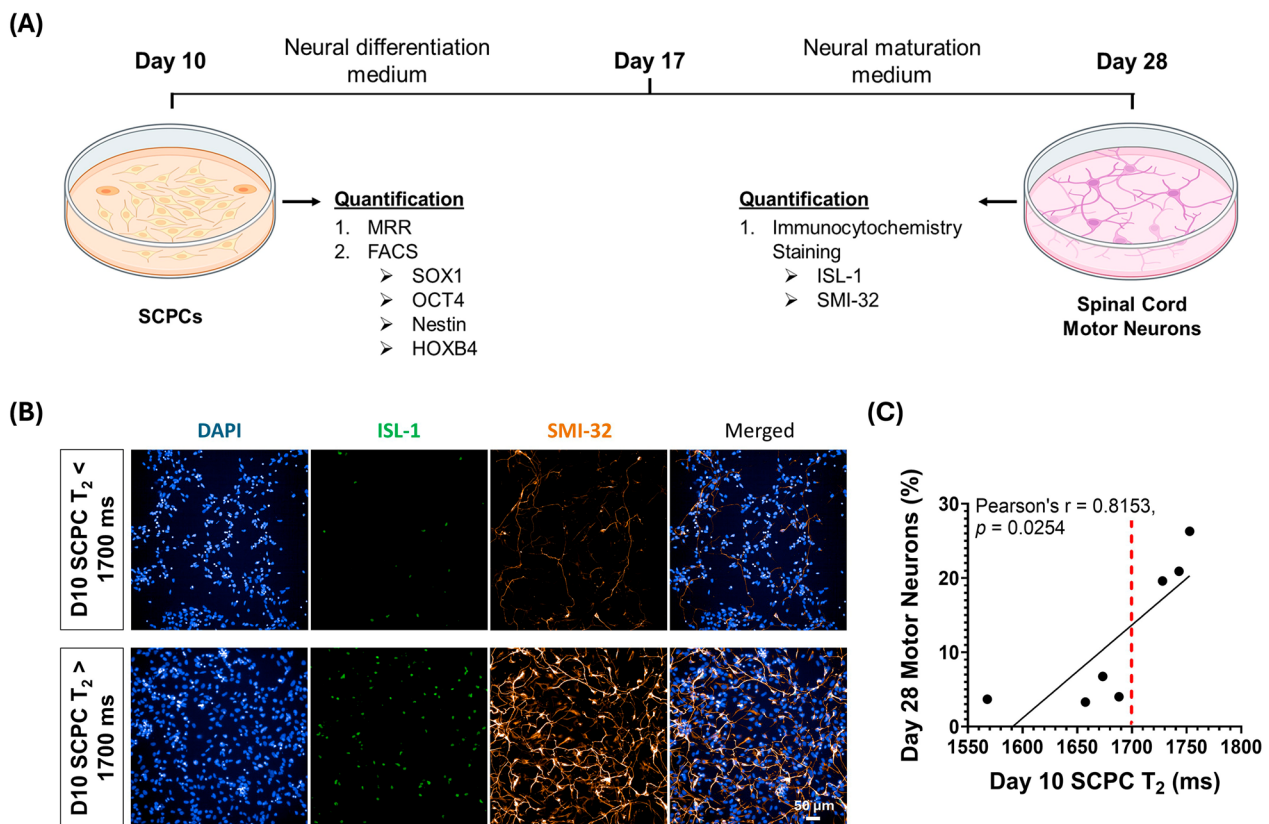 (A)
Day 10
Neural differentiation
medium
Day 17
Neural maturation
medium
Day 28
SCPCs
Quantification
1. MRR
2. FACS
➢ SOX1
➢ OCT4
➢ Nestin
➢ HOXB4
Quantification
1. Immunocytochemistry
Staining
➢ ISL-1
➢ SMI-32
Spinal Cord
Motor Neurons
(B)
DAPI
ISL-1
SMI-32
Merged
D10 SCPC T₂ <
1700 ms
D10 SCPC T₂ >
1700 ms
50 µm
(C)
Pearson's r = 0.8153,
p = 0.0254
Day 28 Motor Neurons (%)
30
20
10
0
1550 1600 1650 1700 1750 1800
Day 10 SCPC T₂ (ms)